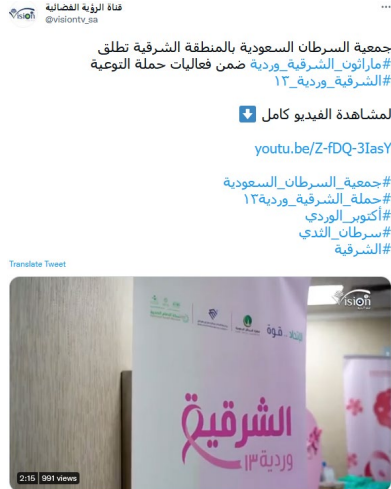 قناة الرؤية الفضائية
@visiontv_sa
جمعية السرطان السعودية بالمنطقة الشرقية تطلق
#ماراثون_الشرقية_وردية ضمن فعاليات حملة التوعية
#الشرقية_وردية_١٣
لمشاهدة الفيديو كامل
youtu.be/Z-fDQ-3IasY
#جمعية_السرطان_السعودية
#حملة_الشرقية_وردية١٣
#أكتوبر_الوردي
#سرطان_الثدي
#الشرقية
Translate Tweet
Vision
قوة
الشرقية
وردية ١٣
2:15
991 views